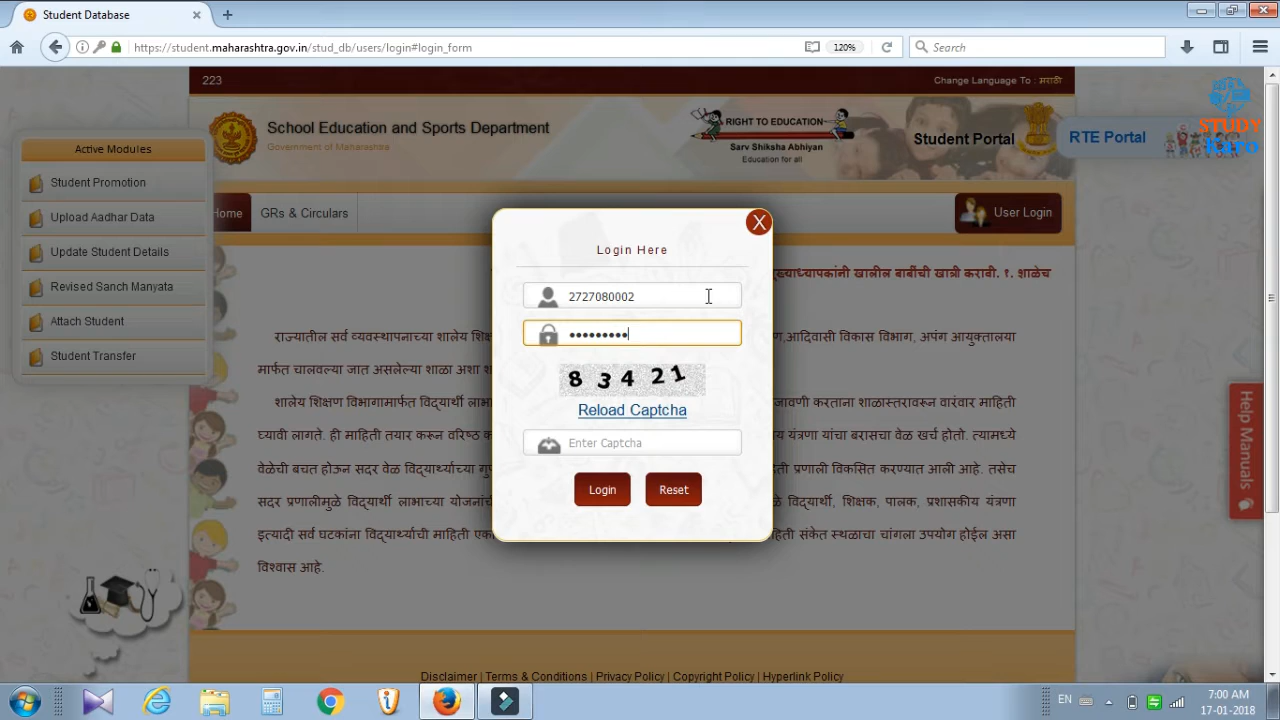 Student Database
https://student.maharashtra.gov.in/stud_db/users/login#login_form
120%
Search
223
Change Language To : मराठी
School Education and Sports Department
Government of Maharashtra
RIGHT TO EDUCATION
Sarv Shiksha Abhiyan
Education for all
Student Portal
RTE Portal
STUDY
Karo
Active Modules
Student Promotion
Upload Aadhar Data
Update Student Details
Revised Sanch Manyata
Attach Student
Student Transfer
Home
GRs & Circulars
User Login
X
Login Here
2727080002
•••••••••
8 3 4 2 1
Reload Captcha
Enter Captcha
Login
Reset
खालील बाबींची खात्री करावी. १. शाळेच
राज्यातील सर्व व्यवस्थापनाच्या शालेय
आदिवासी विकास विभाग, अपंग आयुक्तालया
मार्फत चालवल्या जात असलेल्या शाळा अशा
शालेय शिक्षण विभागामार्फत विद्यार्थी
करताना शाळास्तरावरून वारंवार माहिती
घ्यावी लागते. ही माहिती तयार करून वरिष्ठ
यंत्रणा यांचा बराचसा वेळ खर्च होतो. त्यामध्ये
वेळेची बचत होऊन सदर वेळ विद्यार्थ्याच्या
प्रणाली विकसित करण्यात आली आहे. तसेच
सदर प्रणालीमुळे विद्यार्थी लाभाच्या
विद्यार्थी, शिक्षक, पालक, प्रशासकीय यंत्रणा
इत्यादी सर्व घटकांना विद्यार्थ्याची माहिती
माहिती संकेत स्थळाचा चांगला उपयोग होईल असा
विश्वास आहे.
Help Manuals
Disclaimer | Terms & Conditions | Privacy Policy | Copyright Policy | Hyperlink Policy
EN
7:00 AM
17-01-2018